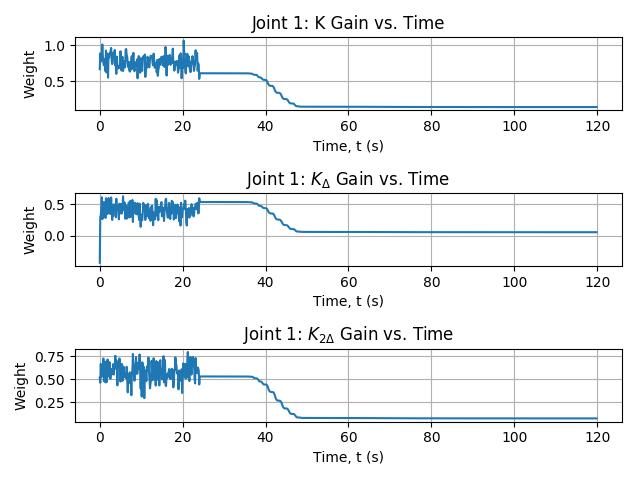 Joint 1: K Gain vs. Time
1.0
0.5
Weight
0 20 40 60 80 100 120
Time, t (s)
Joint 1: K_Δ Gain vs. Time
0.5
0.0
Weight
0 20 40 60 80 100 120
Time, t (s)
Joint 1: K_2Δ Gain vs. Time
0.75
0.50
0.25
Weight
0 20 40 60 80 100 120
Time, t (s)